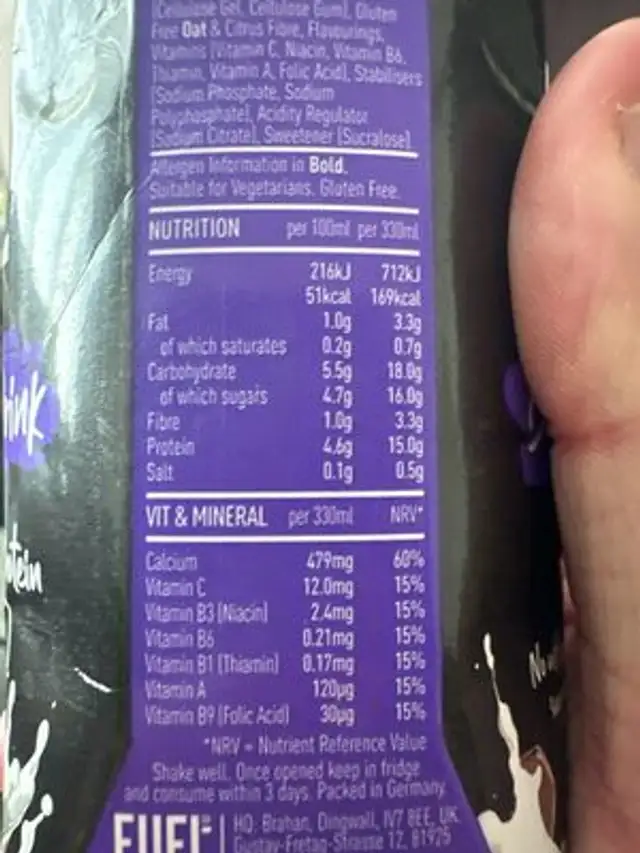 (Cellulose Gel, Cellulose Gum), Gluten
Free Oat & Citrus Fibre, Flavourings,
Vitamins (Vitamin C, Niacin, Vitamin B6,
Thiamin, Vitamin A, Folic Acid), Stabilisers
(Sodium Phosphate, Sodium
Polyphosphate), Acidity Regulator
(Sodium Citrate), Sweetener (Sucralose).
Allergen Information in Bold.
Suitable for Vegetarians. Gluten Free.
NUTRITION per 100ml per 330ml
Energy 216kJ 712kJ
51kcal 169kcal
Fat 1.0g 3.3g
of which saturates 0.2g 0.7g
Carbohydrate 5.5g 18.0g
of which sugars 4.7g 16.0g
Fibre 1.0g 3.3g
Protein 4.6g 15.0g
Salt 0.1g 0.5g
VIT & MINERAL per 330ml NRV*
Calcium 479mg 60%
Vitamin C 12.0mg 15%
Vitamin B3 (Niacin) 2.4mg 15%
Vitamin B6 0.21mg 15%
Vitamin B1 (Thiamin) 0.17mg 15%
Vitamin A 120µg 15%
Vitamin B9 (Folic Acid) 30µg 15%
*NRV = Nutrient Reference Value
Shake well. Once opened keep in fridge
and consume within 3 days. Packed in Germany
FUEL HQ: Brahan, Dingwall, IV7 8EE, UK
Gustav-Freytag-Strasse 12, 81925